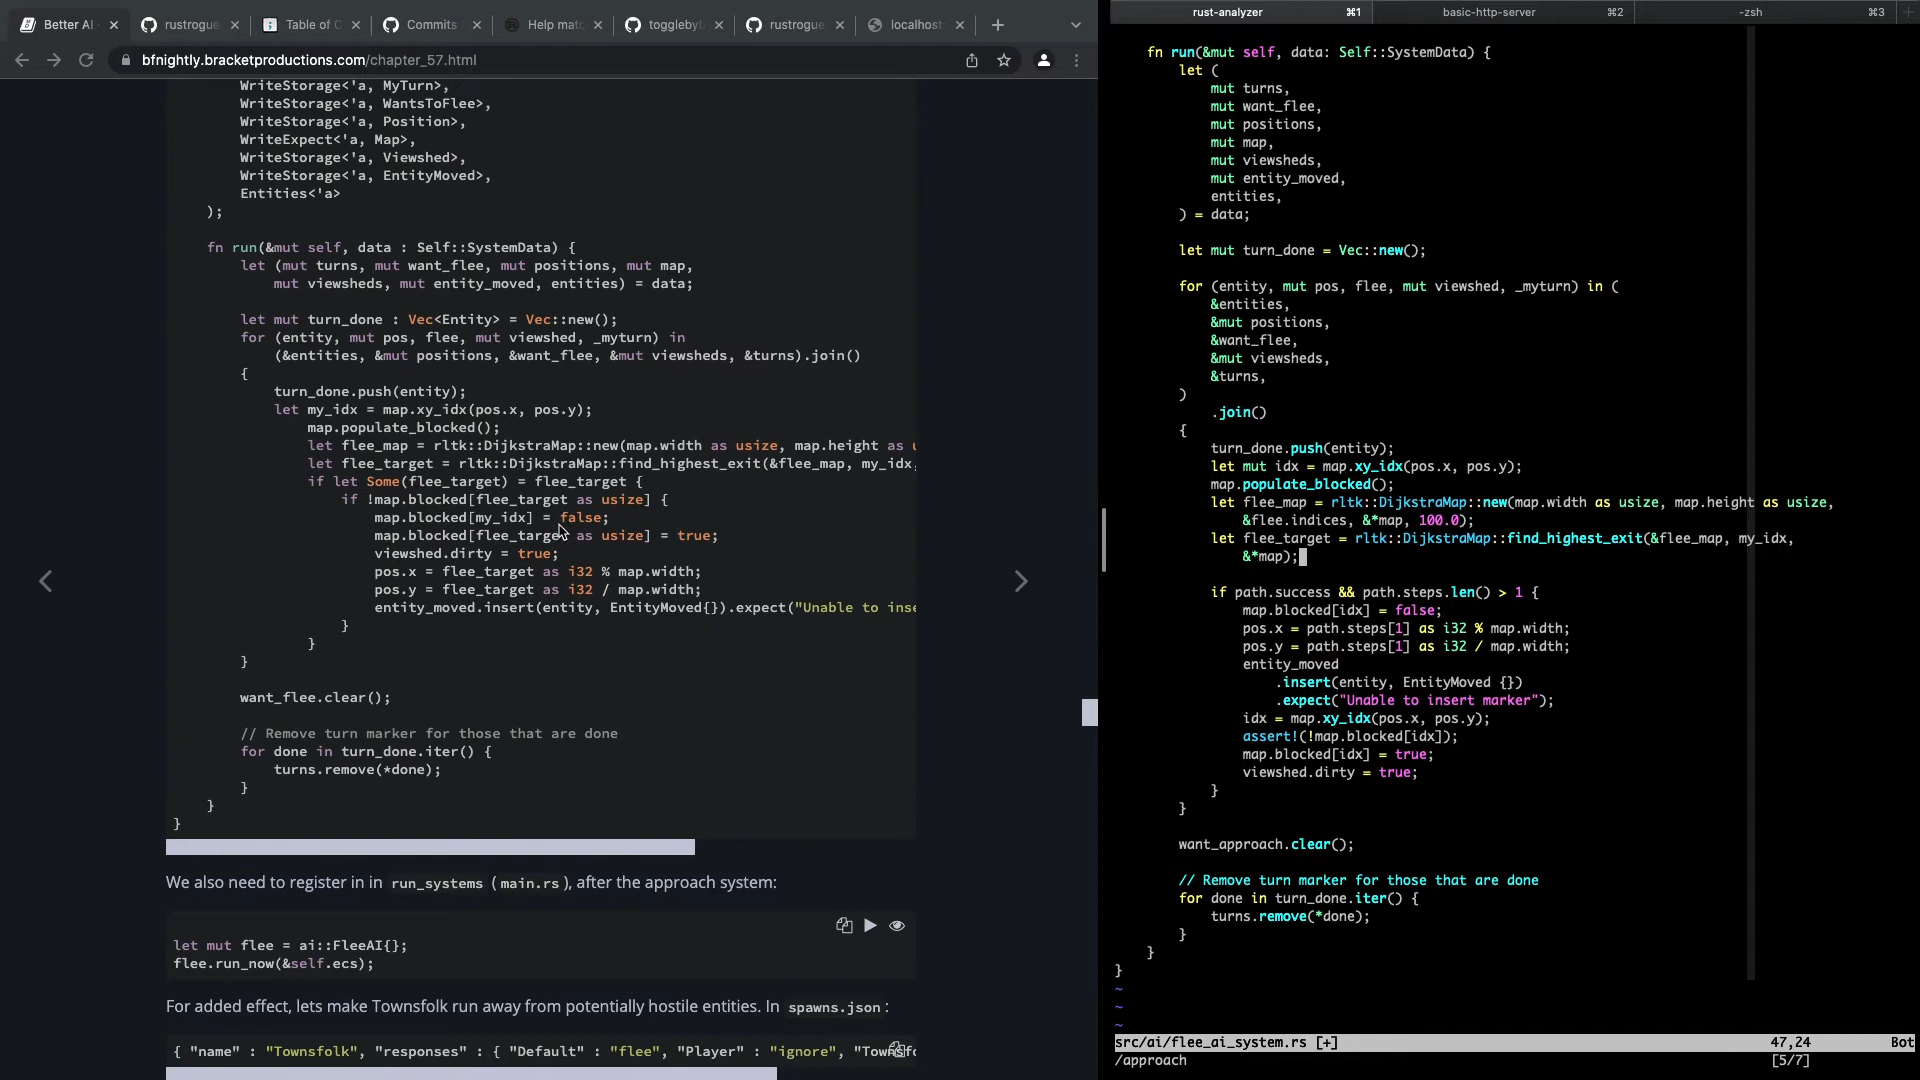 Better AI
rustrogue
Table of C
Commits
Help matc
toggleby
rustrogue
localhost
bfnightly.bracketproductions.com/chapter_57.html
WriteStorage<'a, MyTurn>,
WriteStorage<'a, WantsToFlee>,
WriteStorage<'a, Position>,
WriteExpect<'a, Map>,
WriteStorage<'a, Viewshed>,
WriteStorage<'a, EntityMoved>,
Entities<'a>
);
fn run(&mut self, data : Self::SystemData) {
let (mut turns, mut want_flee, mut positions, mut map,
mut viewsheds, mut entity_moved, entities) = data;
let mut turn_done : Vec<Entity> = Vec::new();
for (entity, mut pos, flee, mut viewshed, _myturn) in
(&entities, &mut positions, &want_flee, &mut viewsheds, &turns).join()
{
turn_done.push(entity);
let my_idx = map.xy_idx(pos.x, pos.y);
map.populate_blocked();
let flee_map = rltk::DijkstraMap::new(map.width as usize, map.height as u
let flee_target = rltk::DijkstraMap::find_highest_exit(&flee_map, my_idx,
if let Some(flee_target) = flee_target {
if !map.blocked[flee_target as usize] {
map.blocked[my_idx] = false;
map.blocked[flee_target as usize] = true;
viewshed.dirty = true;
pos.x = flee_target as i32 % map.width;
pos.y = flee_target as i32 / map.width;
entity_moved.insert(entity, EntityMoved{}).expect("Unable to inse
}
}
}
want_flee.clear();
// Remove turn marker for those that are done
for done in turn_done.iter() {
turns.remove(*done);
}
}
}
We also need to register in in run_systems (main.rs), after the approach system:
let mut flee = ai::FleeAI{};
flee.run_now(&self.ecs);
For added effect, lets make Townsfolk run away from potentially hostile entities. In spawns.json:
{ "name" : "Townsfolk", "responses" : { "Default" : "flee", "Player" : "ignore", "Townsfo
rust-analyzer ⌘1
basic-http-server ⌘2
-zsh ⌘3
fn run(&mut self, data: Self::SystemData) {
let (
mut turns,
mut want_flee,
mut positions,
mut map,
mut viewsheds,
mut entity_moved,
entities,
) = data;
let mut turn_done = Vec::new();
for (entity, mut pos, flee, mut viewshed, _myturn) in (
&entities,
&mut positions,
&want_flee,
&mut viewsheds,
&turns,
)
.join()
{
turn_done.push(entity);
let mut idx = map.xy_idx(pos.x, pos.y);
map.populate_blocked();
let flee_map = rltk::DijkstraMap::new(map.width as usize, map.height as usize,
&flee.indices, &*map, 100.0);
let flee_target = rltk::DijkstraMap::find_highest_exit(&flee_map, my_idx,
&*map);
if path.success && path.steps.len() > 1 {
map.blocked[idx] = false;
pos.x = path.steps[1] as i32 % map.width;
pos.y = path.steps[1] as i32 / map.width;
entity_moved
.insert(entity, EntityMoved {})
.expect("Unable to insert marker");
idx = map.xy_idx(pos.x, pos.y);
assert!(!map.blocked[idx]);
map.blocked[idx] = true;
viewshed.dirty = true;
}
}
want_approach.clear();
// Remove turn marker for those that are done
for done in turn_done.iter() {
turns.remove(*done);
}
}
}
~
~
~
src/ai/flee_ai_system.rs [+] 47,24 Bot
/approach [5/7]